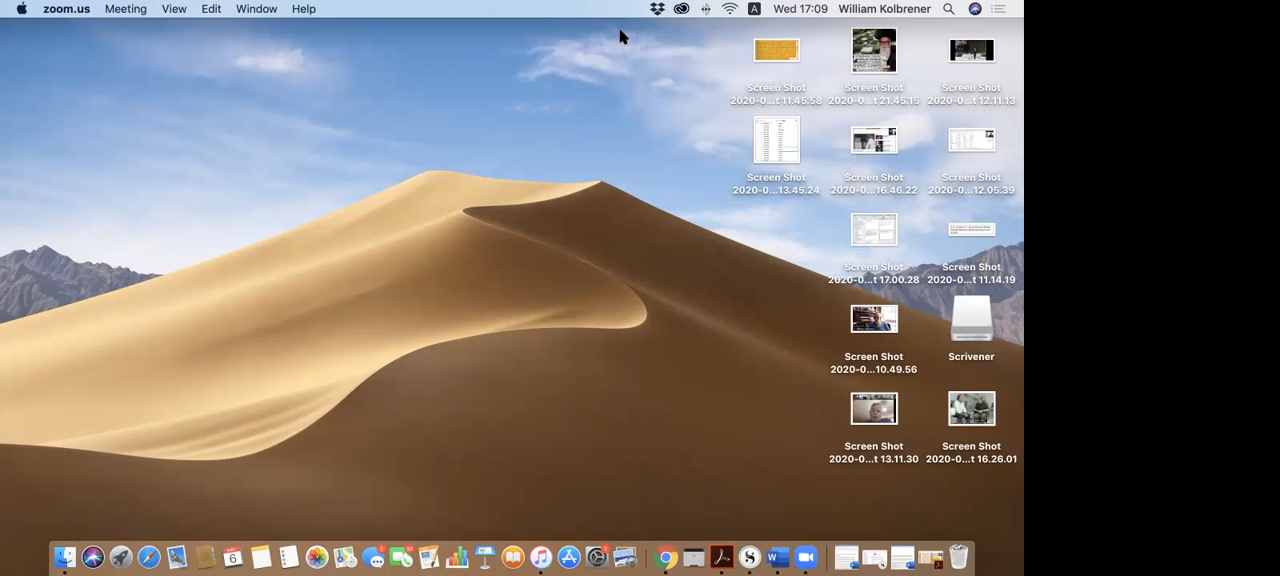 zoom.us Meeting View Edit Window Help A Wed 17:09 William Kolbrener
Screen Shot
2020-0...t 11.45.58
Screen Shot
2020-0...t 21.45.15
Screen Shot
2020-0...t 12.11.13
Screen Shot
2020-0...13.45.24
Screen Shot
2020-0...16.46.22
Screen Shot
2020-0...12.05.39
Screen Shot
2020-0...t 17.00.28
Screen Shot
2020-0...t 11.14.19
Screen Shot
2020-0...10.49.56
Scrivener
Screen Shot
2020-0...t 13.11.30
Screen Shot
2020-0...t 16.26.01
6